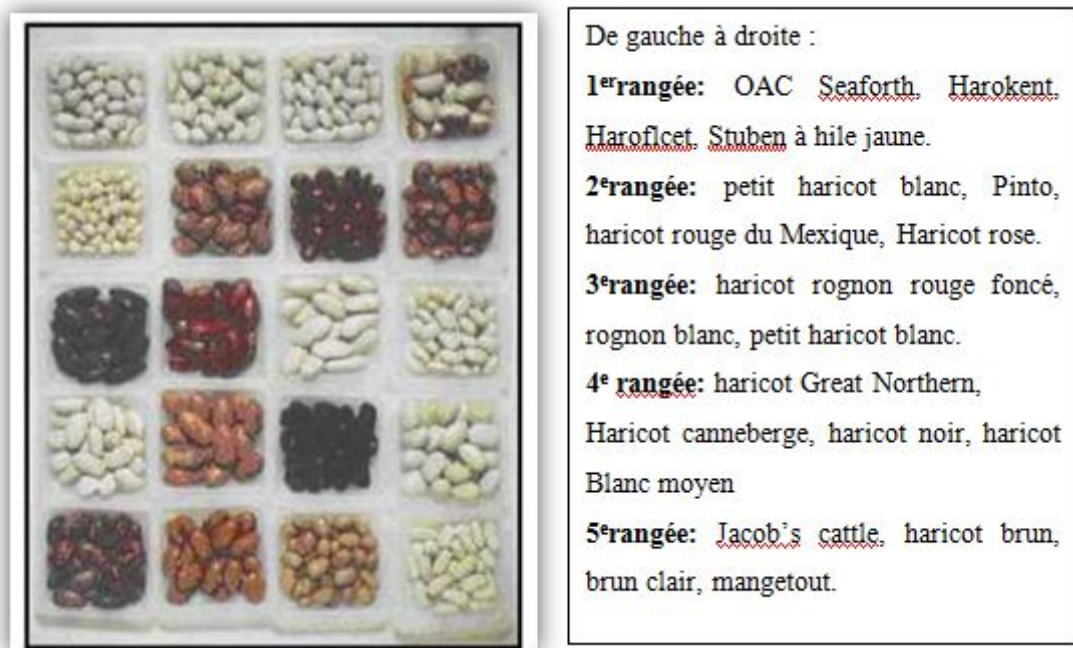 De gauche à droite :
1er rangée: OAC Seaforth, Harokent,
Haroflcet, Stuben à hile jaune.
2e rangée: petit haricot blanc, Pinto,
haricot rouge du Mexique, Haricot rose.
3e rangée: haricot rognon rouge foncé,
rognon blanc, petit haricot blanc.
4e rangée: haricot Great Northern,
Haricot canneberge, haricot noir, haricot
Blanc moyen
5e rangée: Jacob’s cattle, haricot brun,
brun clair, mangetout.